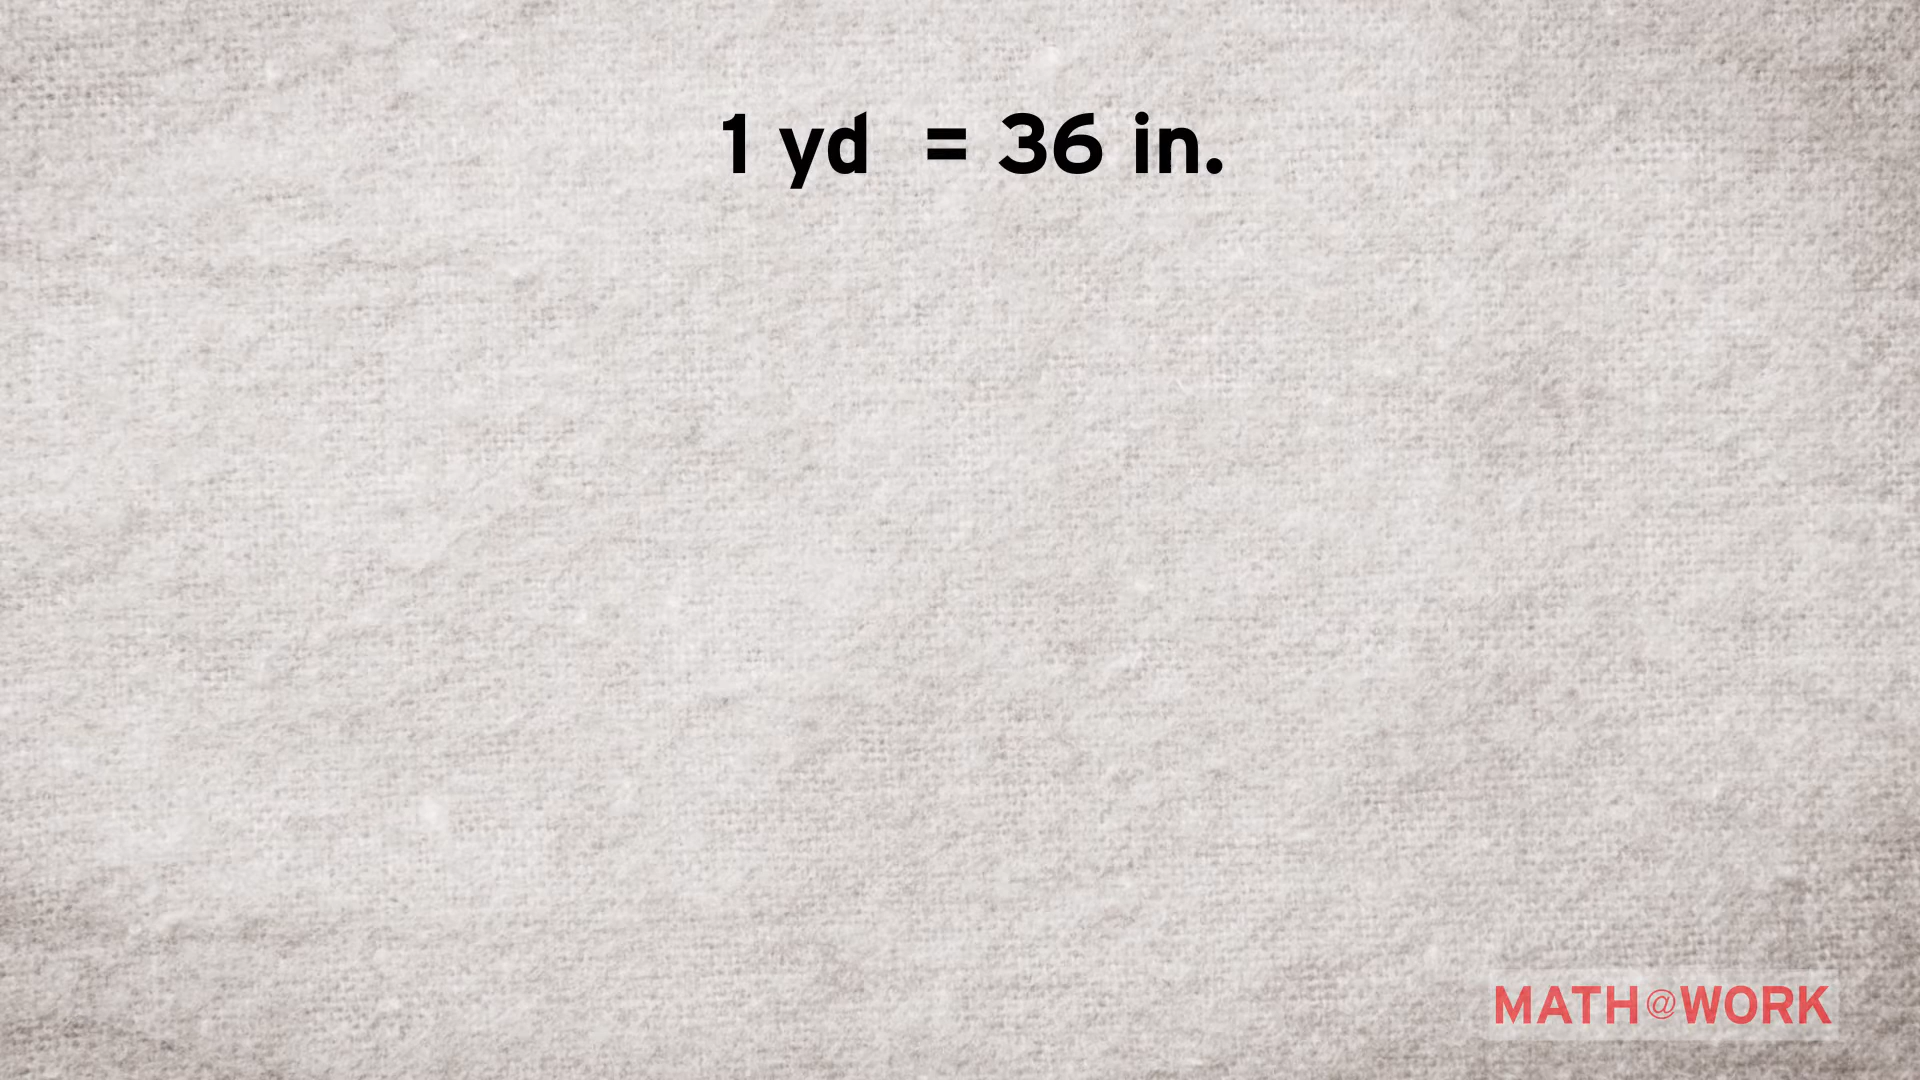 1 yd = 36 in.
MATH@WORK